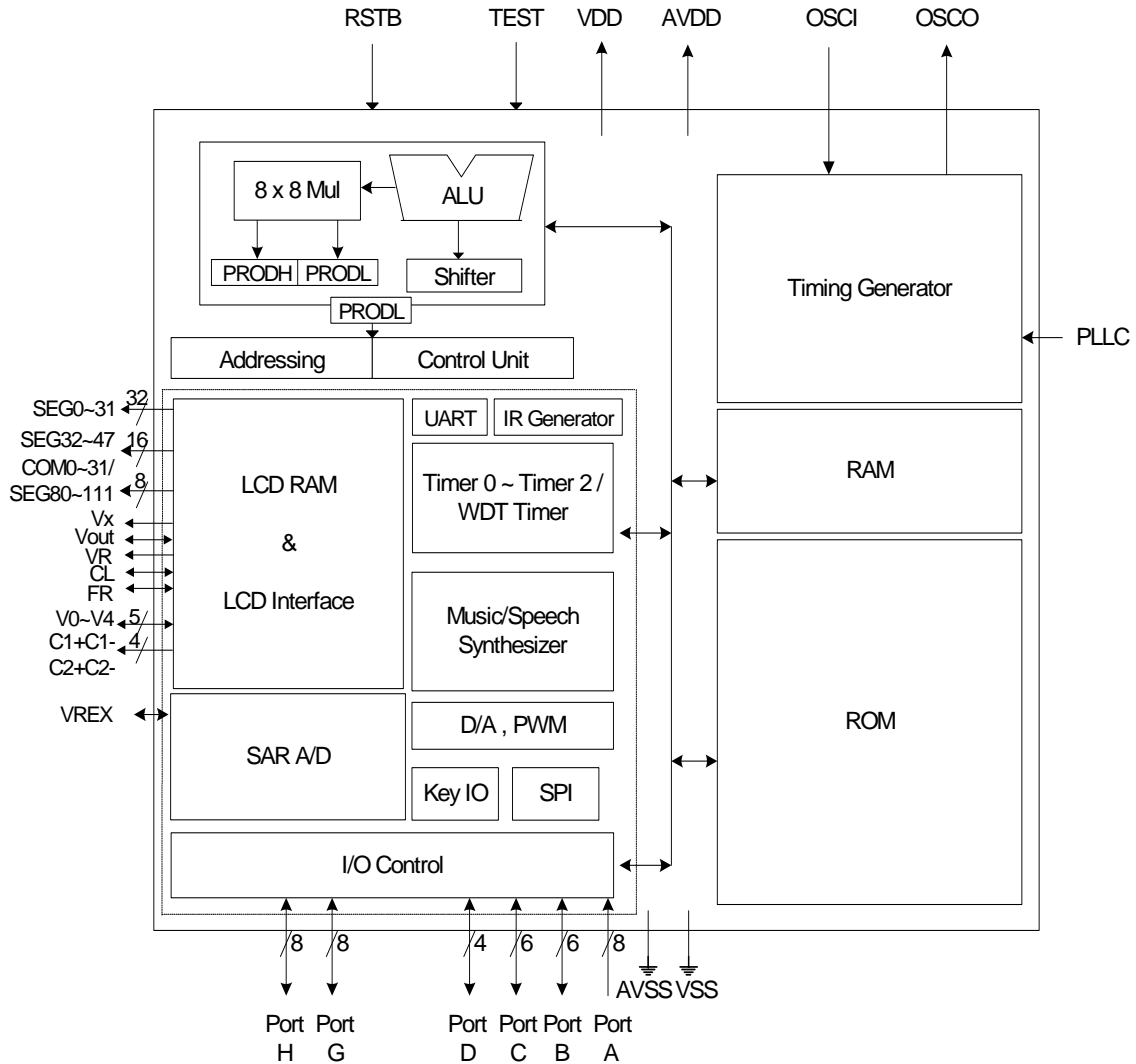 RSTB
TEST
VDD
AVDD
OSCI
OSCO
8 x 8 Mul
ALU
PRODH
PRODL
Shifter
PRODL
Addressing
Control Unit
Timing Generator
PLLC
SEG0~31
32
SEG32~47
16
COM0~31/
SEG80~111
8
Vx
Vout
VR
CL
FR
V0~V4
5
C1+C1-
4
C2+C2-
VREX
LCD RAM
&
LCD Interface
UART
IR Generator
Timer 0 ~ Timer 2 /
WDT Timer
Music/Speech
Synthesizer
SAR A/D
D/A , PWM
Key IO
SPI
I/O Control
RAM
ROM
8
8
4
6
6
8
AVSS
VSS
Port
H
Port
G
Port
D
Port
C
Port
B
Port
A